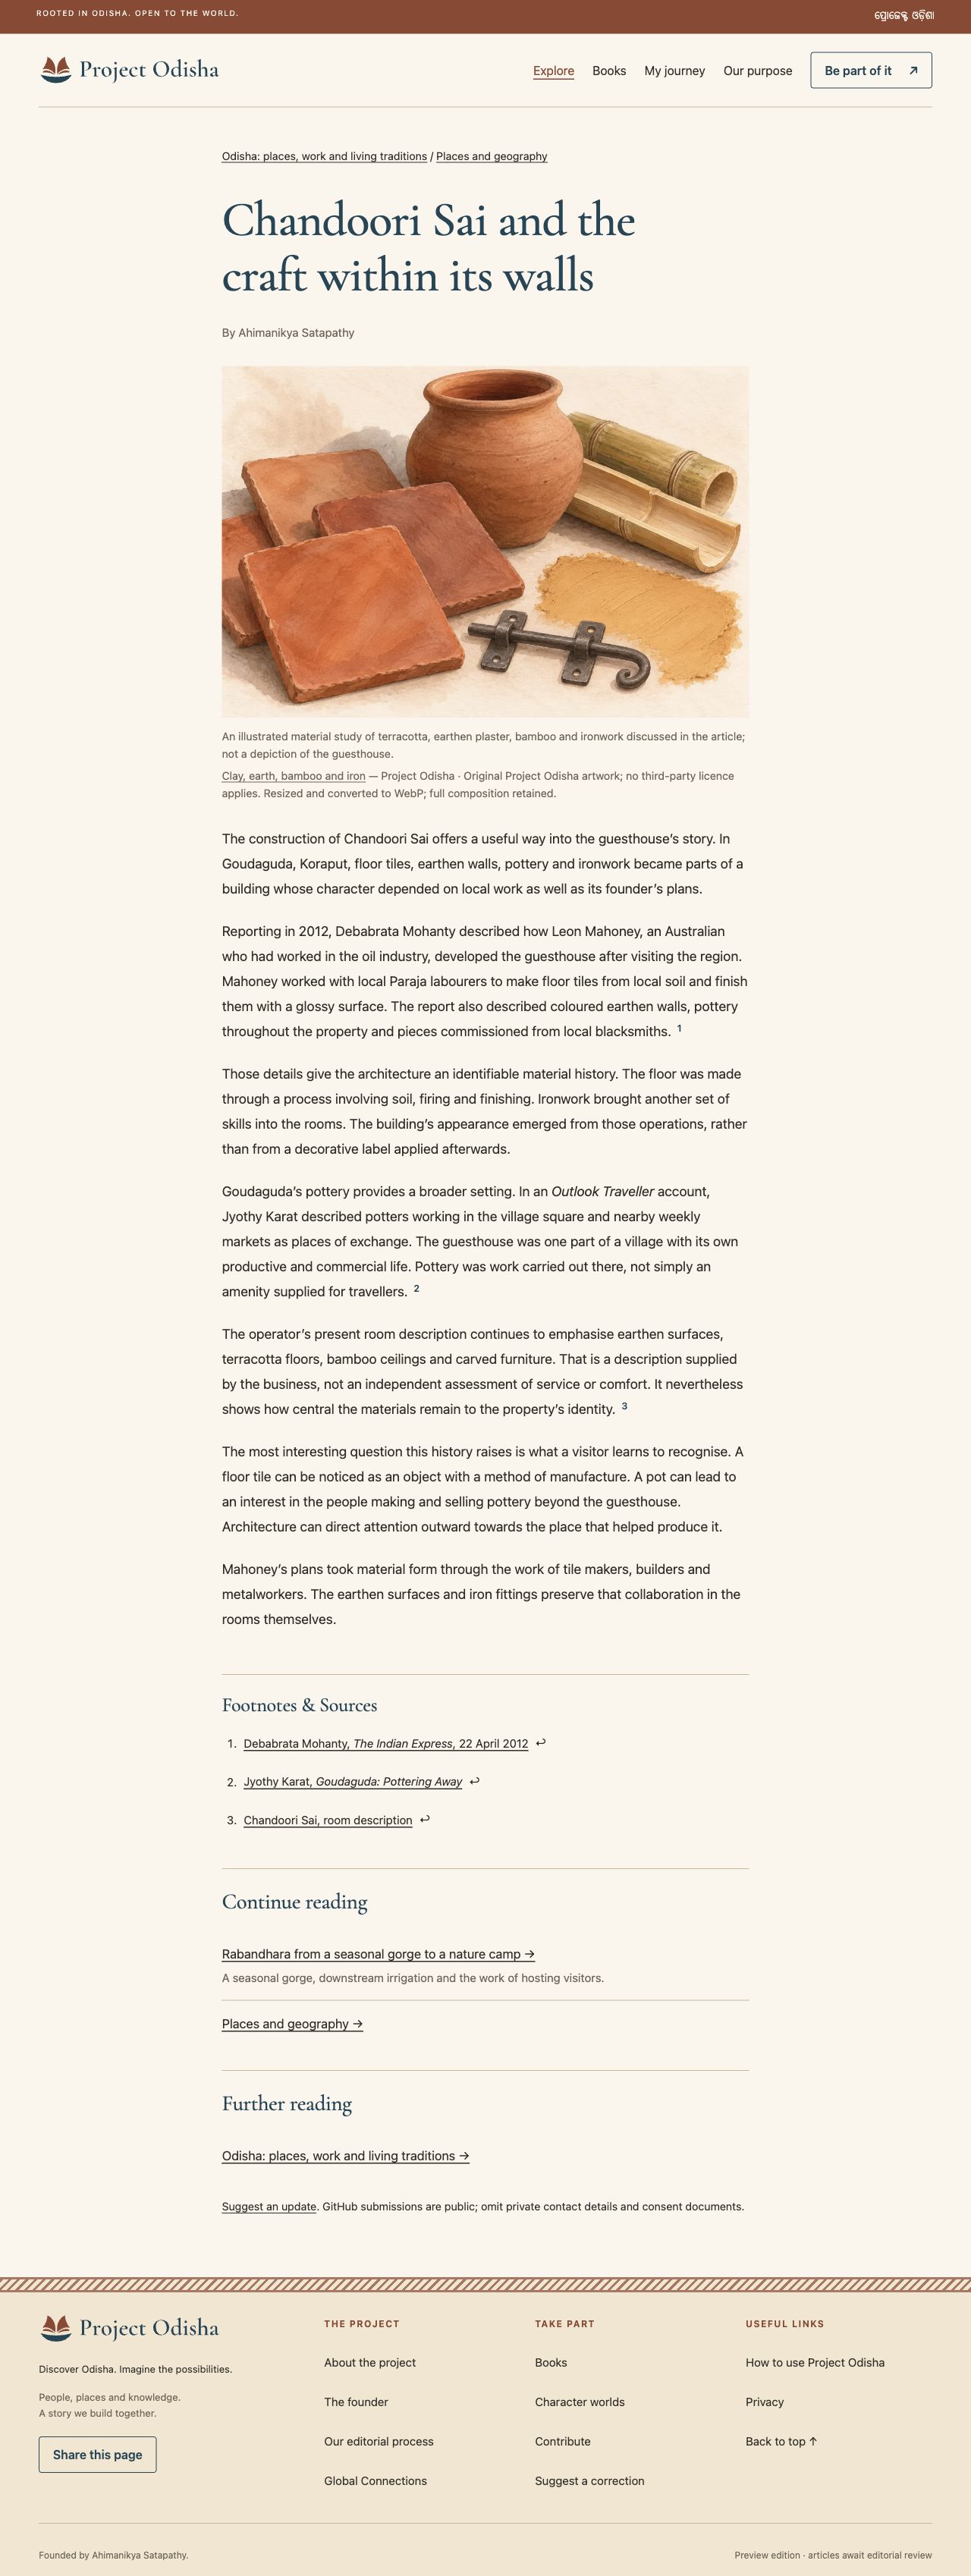 ROOTED IN ODISHA. OPEN TO THE WORLD.
ପ୍ରୋଜେକ୍ଟ ଓଡ଼ିଶା
Project Odisha
Explore
Books
My journey
Our purpose
Be part of it ↗
Odisha: places, work and living traditions / Places and geography
Chandoori Sai and the
craft within its walls
By Ahimanikya Satapathy
An illustrated material study of terracotta, earthen plaster, bamboo and ironwork discussed in the article;
not a depiction of the guesthouse.
Clay, earth, bamboo and iron — Project Odisha · Original Project Odisha artwork; no third-party licence
applies. Resized and converted to WebP; full composition retained.
The construction of Chandoori Sai offers a useful way into the guesthouse’s story. In
Goudaguda, Koraput, floor tiles, earthen walls, pottery and ironwork became parts of a
building whose character depended on local work as well as its founder’s plans.
Reporting in 2012, Debabrata Mohanty described how Leon Mahoney, an Australian
who had worked in the oil industry, developed the guesthouse after visiting the region.
Mahoney worked with local Paraja labourers to make floor tiles from local soil and finish
them with a glossy surface. The report also described coloured earthen walls, pottery
throughout the property and pieces commissioned from local blacksmiths. 1
Those details give the architecture an identifiable material history. The floor was made
through a process involving soil, firing and finishing. Ironwork brought another set of
skills into the rooms. The building’s appearance emerged from those operations, rather
than from a decorative label applied afterwards.
Goudaguda’s pottery provides a broader setting. In an Outlook Traveller account,
Jyothy Karat described potters working in the village square and nearby weekly
markets as places of exchange. The guesthouse was one part of a village with its own
productive and commercial life. Pottery was work carried out there, not simply an
amenity supplied for travellers. 2
The operator’s present room description continues to emphasise earthen surfaces,
terracotta floors, bamboo ceilings and carved furniture. That is a description supplied
by the business, not an independent assessment of service or comfort. It nevertheless
shows how central the materials remain to the property’s identity. 3
The most interesting question this history raises is what a visitor learns to recognise. A
floor tile can be noticed as an object with a method of manufacture. A pot can lead to
an interest in the people making and selling pottery beyond the guesthouse.
Architecture can direct attention outward towards the place that helped produce it.
Mahoney’s plans took material form through the work of tile makers, builders and
metalworkers. The earthen surfaces and iron fittings preserve that collaboration in the
rooms themselves.
Footnotes & Sources
1. Debabrata Mohanty, The Indian Express, 22 April 2012 ↩
2. Jyothy Karat, Goudaguda: Pottering Away ↩
3. Chandoori Sai, room description ↩
Continue reading
Rabandhara from a seasonal gorge to a nature camp →
A seasonal gorge, downstream irrigation and the work of hosting visitors.
Places and geography →
Further reading
Odisha: places, work and living traditions →
Suggest an update. GitHub submissions are public; omit private contact details and consent documents.
Project Odisha
Discover Odisha. Imagine the possibilities.
People, places and knowledge.
A story we build together.
Share this page
THE PROJECT
About the project
The founder
Our editorial process
Global Connections
TAKE PART
Books
Character worlds
Contribute
Suggest a correction
USEFUL LINKS
How to use Project Odisha
Privacy
Back to top ↑
Founded by Ahimanikya Satapathy.
Preview edition · articles await editorial review